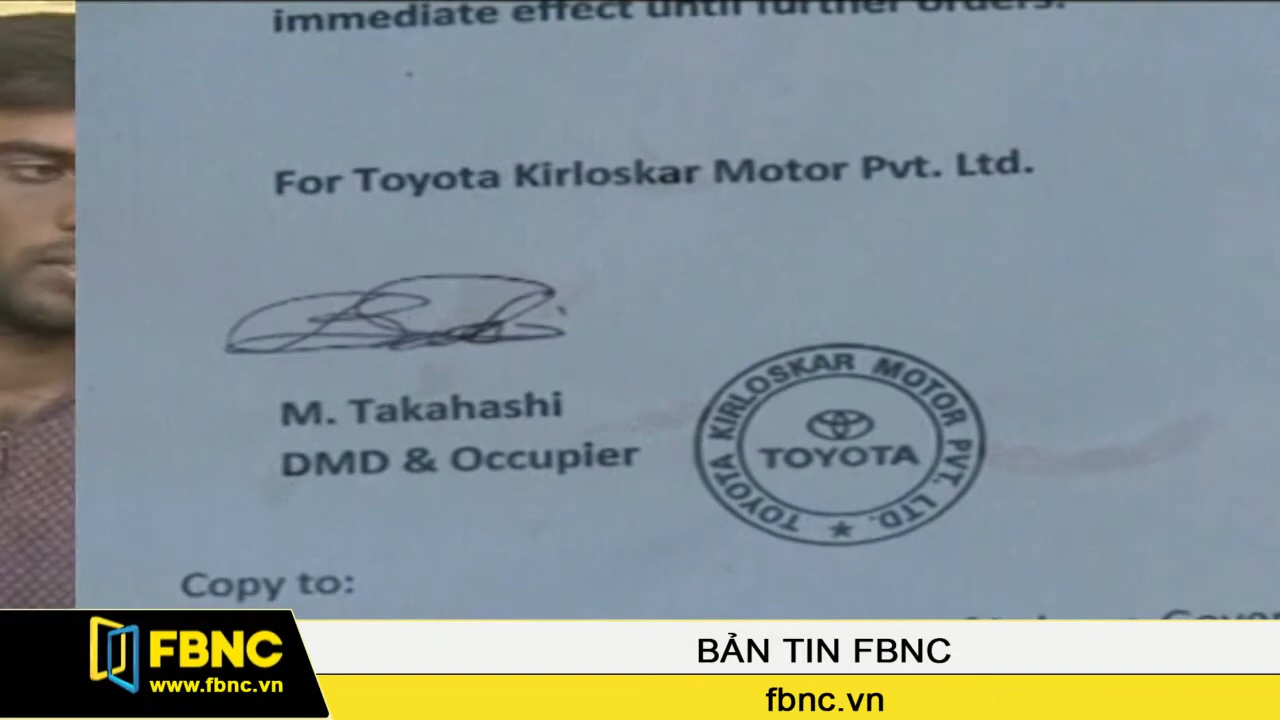 immediate effect until further orders.
For Toyota Kirloskar Motor Pvt. Ltd.
M. Takahashi
DMD & Occupier
TOYOTA KIRLOSKAR MOTOR PVT. LTD.
TOYOTA
Copy to:
FBNC
www.fbnc.vn
BẢN TIN FBNC
fbnc.vn